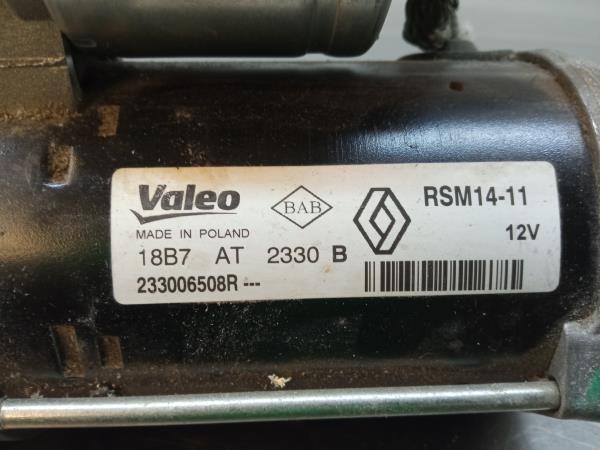 Valeo
MADE IN POLAND
BAB
RSM14-11
12V
18B7 AT 2330 B
233006508R ---